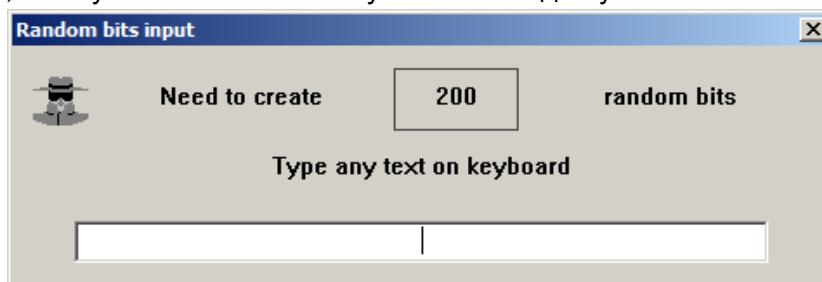 Random bits input
Need to create 200 random bits
Type any text on keyboard